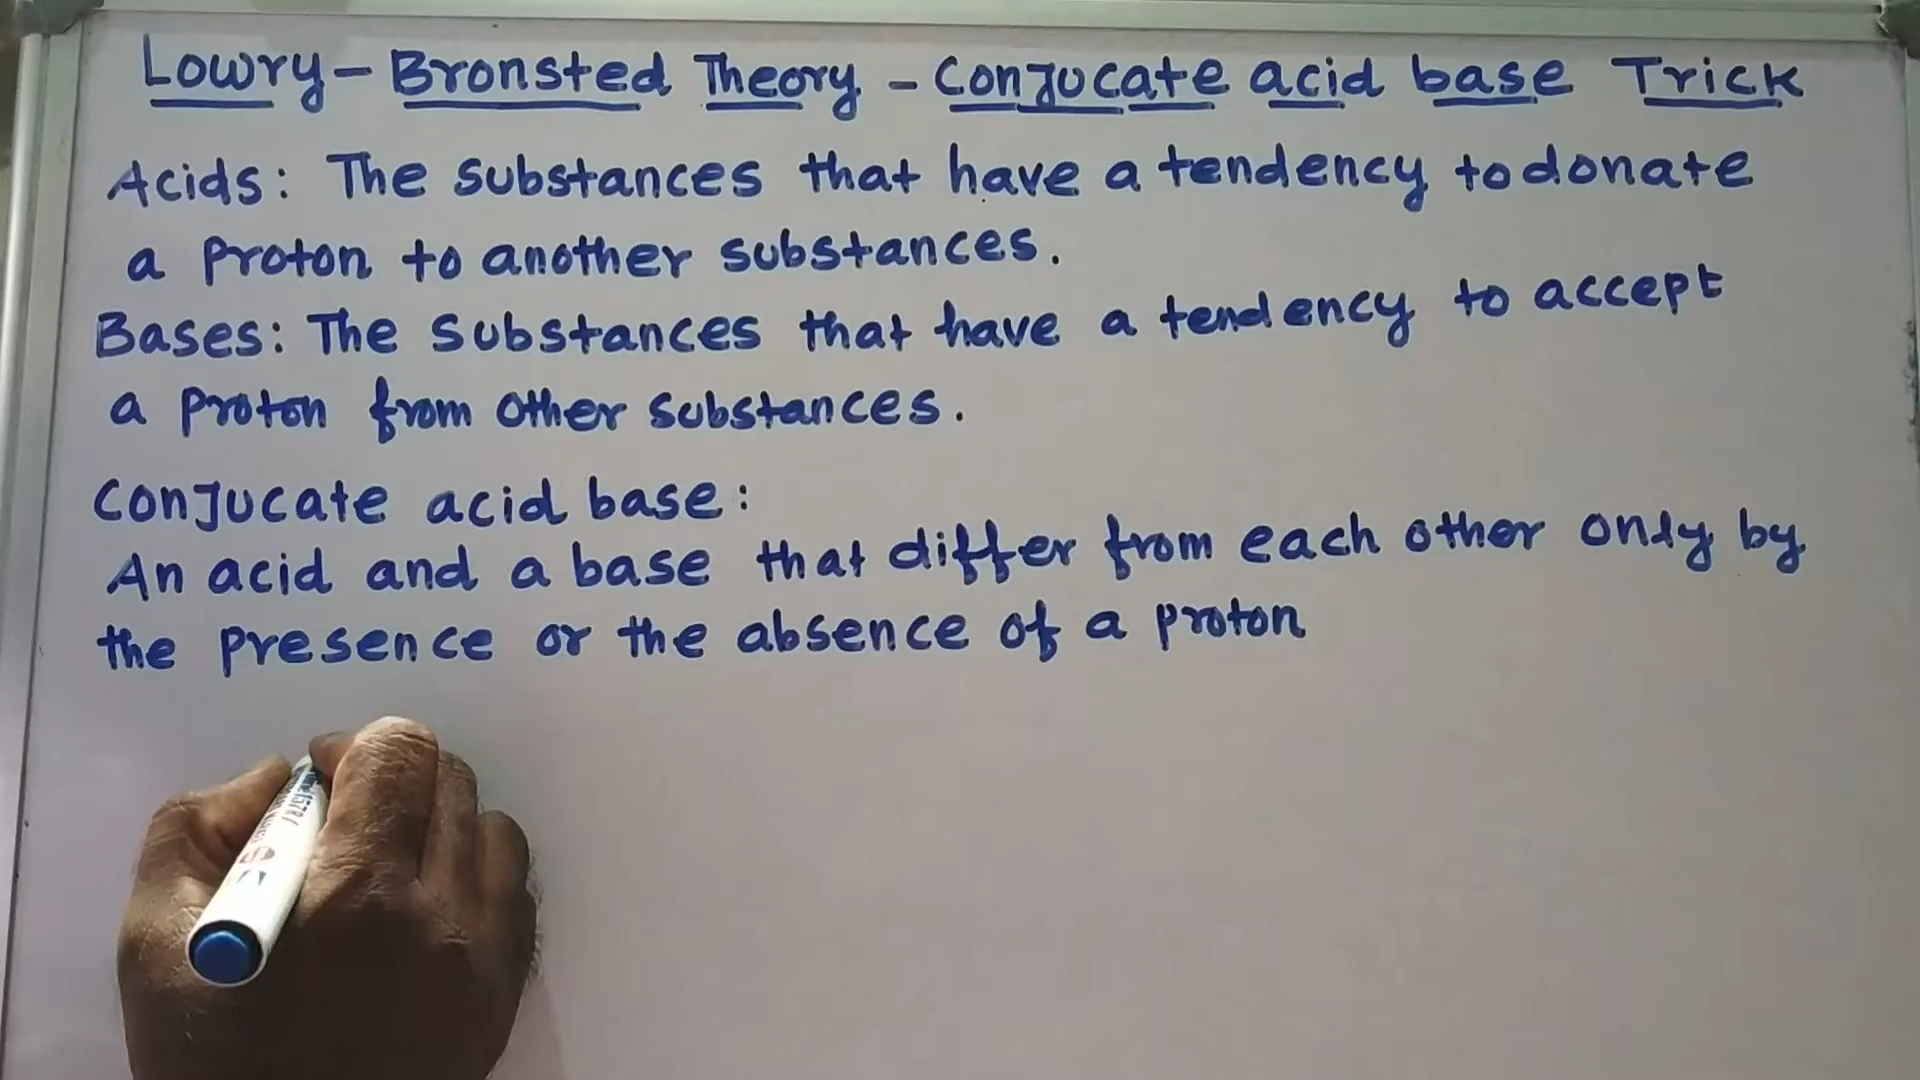 Lowry - Bronsted Theory - Conjucate acid base Trick
Acids: The substances that have a tendency to donate
a proton to another substances.
Bases: The substances that have a tendency to accept
a proton from other substances.
Conjucate acid base:
An acid and a base that differ from each other only by
the presence or the absence of a proton